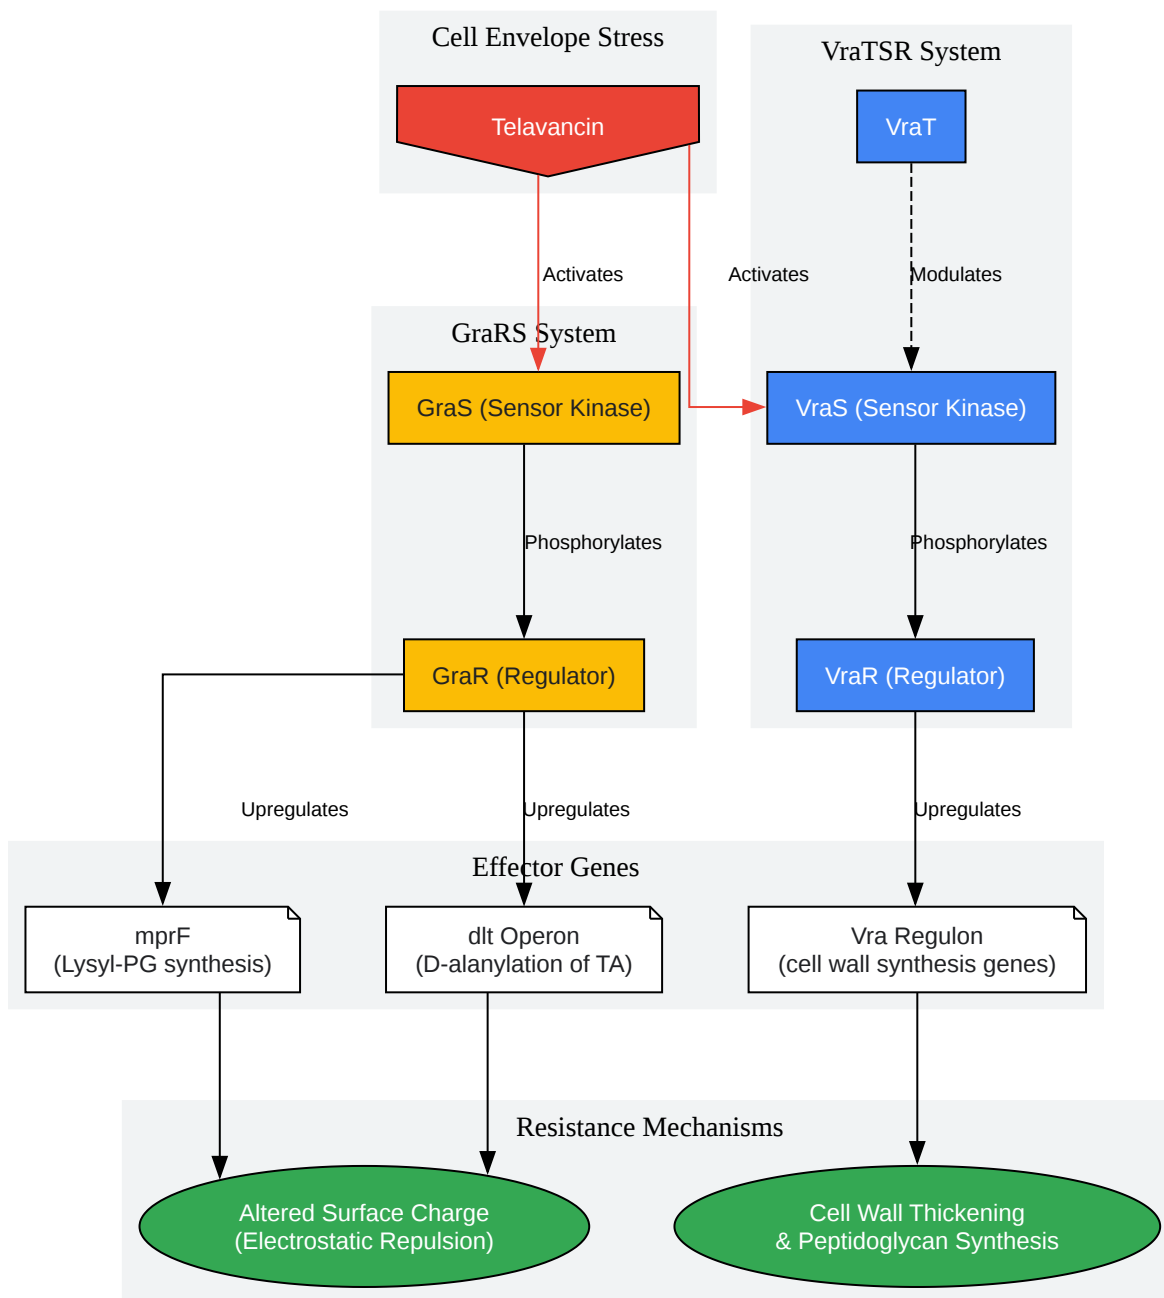 Cell Envelope Stress
VraTSR System
Telavancin
VraT
Activates
Activates
Modulates
GraRS System
GraS (Sensor Kinase)
VraS (Sensor Kinase)
Phosphorylates
Phosphorylates
GraR (Regulator)
VraR (Regulator)
Upregulates
Upregulates
Upregulates
Effector Genes
mprF
(Lysyl-PG synthesis)
dlt Operon
(D-alanylation of TA)
Vra Regulon
(cell wall synthesis genes)
Resistance Mechanisms
Altered Surface Charge
(Electrostatic Repulsion)
Cell Wall Thickening
& Peptidoglycan Synthesis